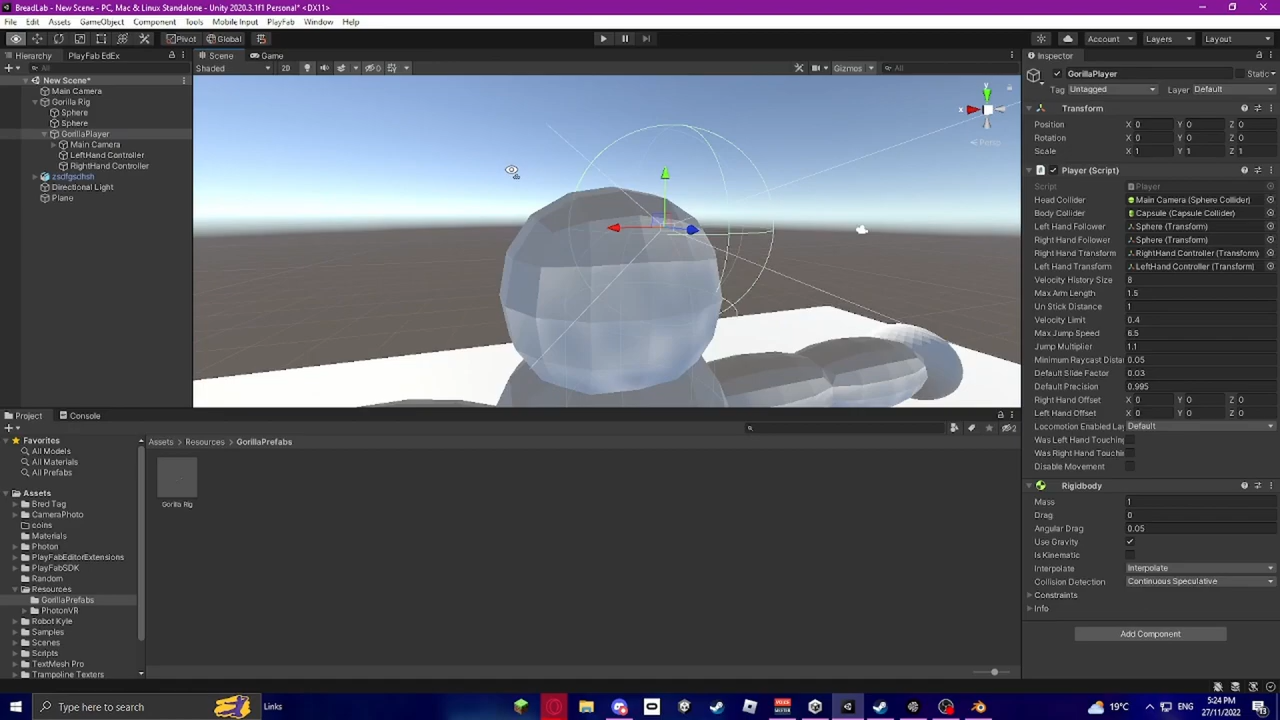 BreadLab - New Scene - PC, Mac & Linux Standalone - Unity 2020.3.1f1 Personal* <DX11>
File Edit Assets GameObject Component Tools Mobile Input PlayFab Window Help
Pivot Global Account Layers Layout
Hierarchy PlayFab EdEx
All
New Scene*
Main Camera
Gorilla Rig
Sphere
Sphere
GorillaPlayer
Main Camera
LeftHand Controller
RightHand Controller
zsdfgsdhsh
Directional Light
Plane
Scene Game
Shaded 2D 0 Gizmos All
y
x
Persp
Inspector
GorillaPlayer Static
Tag Untagged Layer Default
Transform
Position X 0 Y 0 Z 0
Rotation X 0 Y 0 Z 0
Scale X 1 Y 1 Z 1
Player (Script)
Script Player
Head Collider Main Camera (Sphere Collider)
Body Collider Capsule (Capsule Collider)
Left Hand Follower Sphere (Transform)
Right Hand Follower Sphere (Transform)
Right Hand Transform RightHand Controller (Transform)
Left Hand Transform LeftHand Controller (Transform)
Velocity History Size 8
Max Arm Length 1.5
Un Stick Distance 1
Velocity Limit 0.4
Max Jump Speed 6.5
Jump Multiplier 1.1
Minimum Raycast Dista 0.05
Default Slide Factor 0.03
Default Precision 0.995
Right Hand Offset X 0 Y 0 Z 0
Left Hand Offset X 0 Y 0 Z 0
Locomotion Enabled Lay Default
Was Left Hand Touching
Was Right Hand Touchin
Disable Movement
Rigidbody
Mass 1
Drag 0
Angular Drag 0.05
Use Gravity
Is Kinematic
Interpolate Interpolate
Collision Detection Continuous Speculative
Constraints
Info
Add Component
Project Console
2
Favorites
All Models
All Materials
All Prefabs
Assets
Bred Tag
CameraPhoto
coins
Materials
Photon
PlayFabEditorExtensions
PlayFabSDK
Random
Resources
GorillaPrefabs
PhotonVR
Robot Kyle
Samples
Scenes
Scripts
TextMesh Pro
Trampoline Texters
Assets Resources GorillaPrefabs
Gorilla Rig
Type here to search
Links
19°C
ENG
5:24 PM
27/11/2022